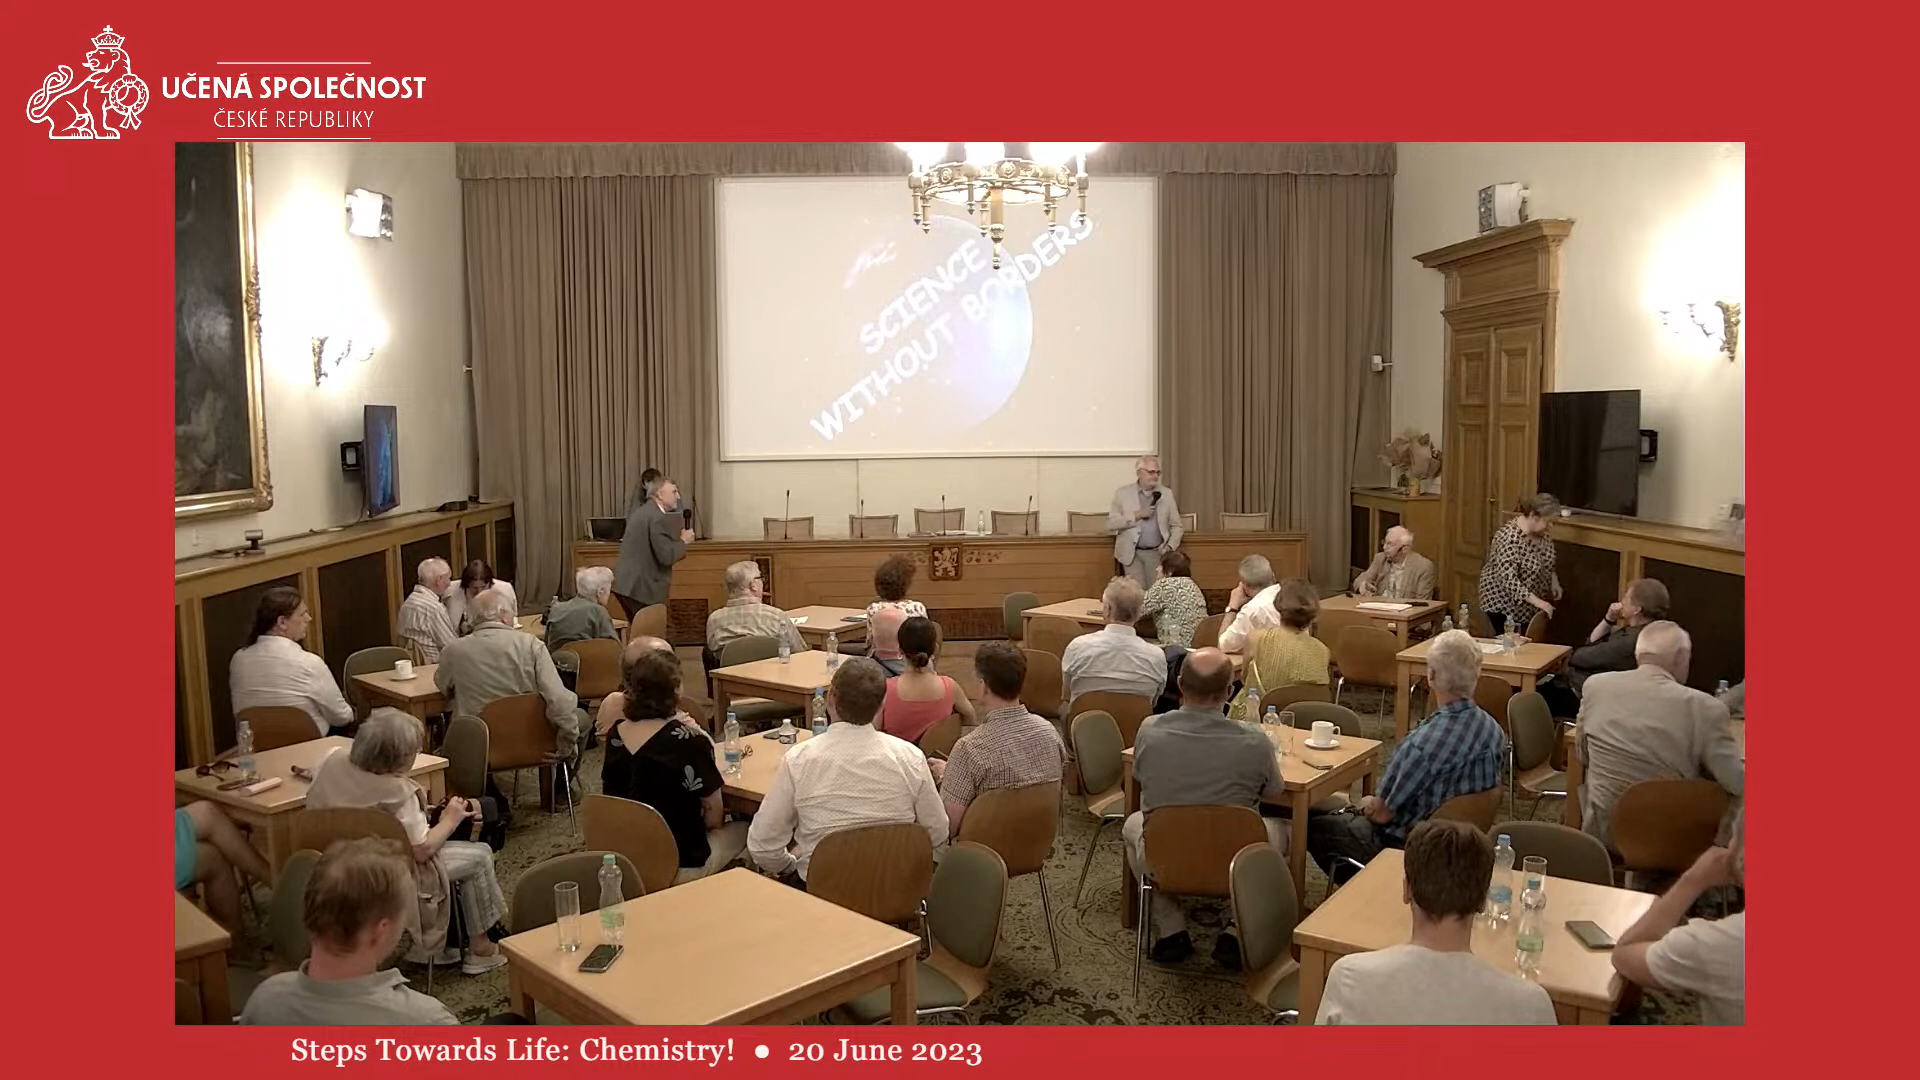 UČENÁ SPOLEČNOST
ČESKÉ REPUBLIKY
SCIENCE
WITHOUT BORDERS
Steps Towards Life: Chemistry! ● 20 June 2023